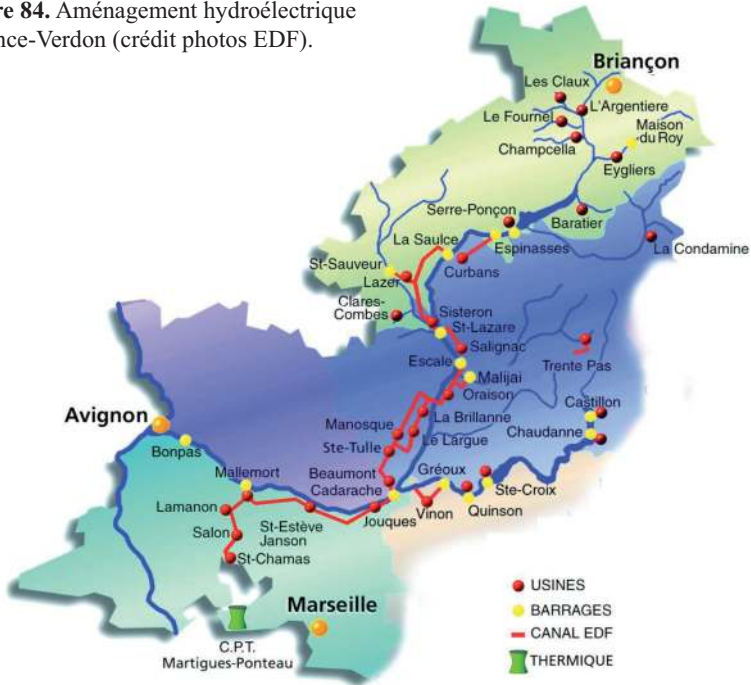 re 84. Aménagement hydroélectrique
nce-Verdon (crédit photos EDF).
Briançon
Les Claux
L'Argentiere
Le Fournel
Maison
du Roy
Champcella
Eygliers
Serre-Ponçon
Baratier
La Saulce
Espinasses
La Condamine
St-Sauveur
Curbans
Lazer
Clares-
Combes
Sisteron
St-Lazare
Salignac
Escale
Trente Pas
Malijai
Oraison
Castillon
Avignon
La Brillanne
Manosque
Chaudanne
Bonpas
Ste-Tulle
Le Largue
Mallemort
Beaumont
Gréoux
Cadarache
Ste-Croix
Lamanon
Vinon
Quinson
St-Estève
Janson
Jouques
Salon
St-Chamas
USINES
Marseille
BARRAGES
CANAL EDF
C.P.T.
Martigues-Ponteau
THERMIQUE